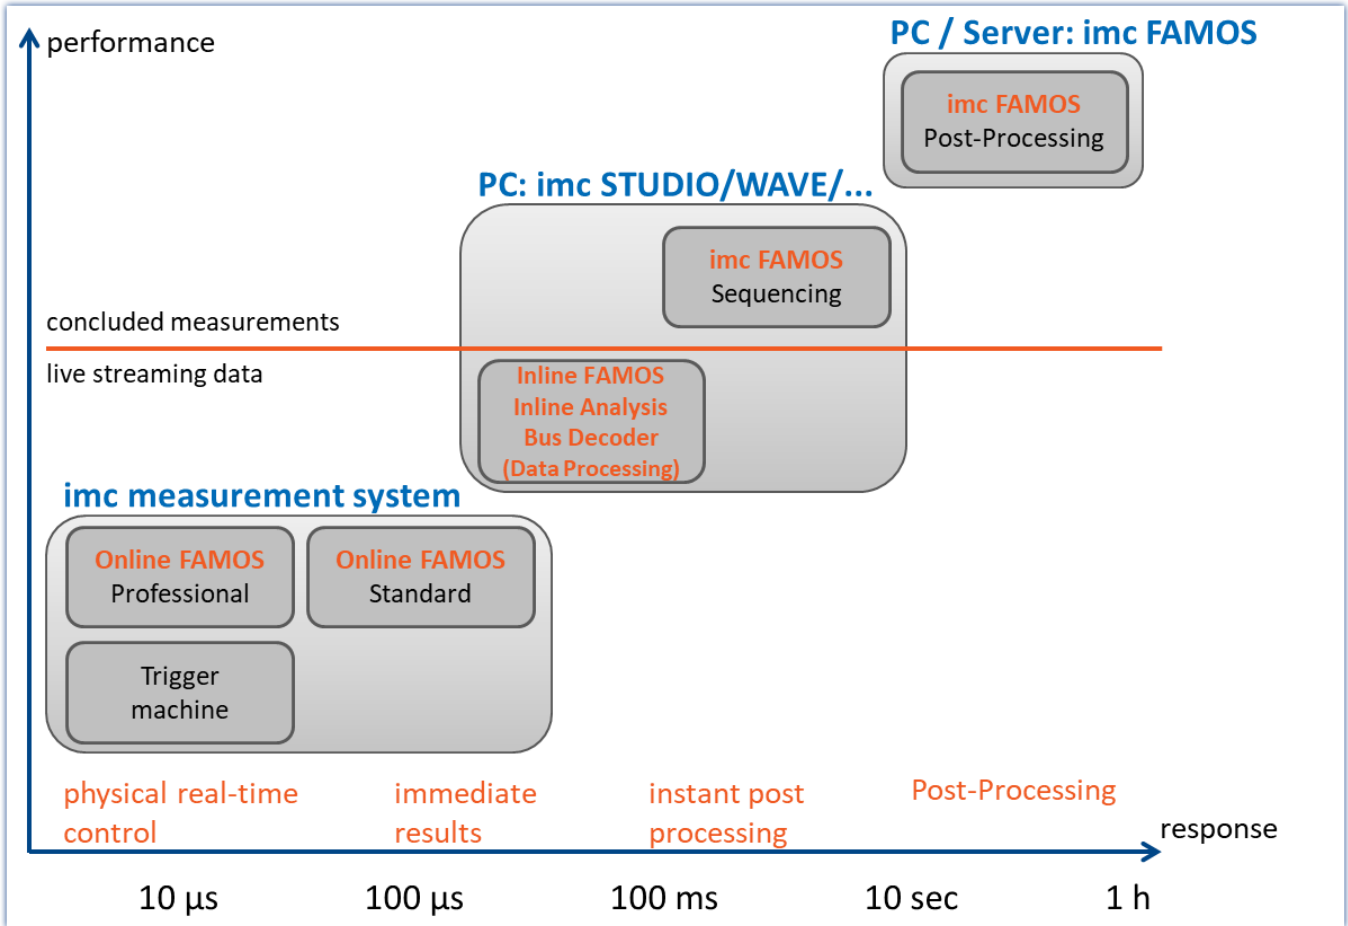 performance
PC / Server: imc FAMOS
imc FAMOS
Post-Processing
PC: imc STUDIO/WAVE/...
imc FAMOS
Sequencing
concluded measurements
live streaming data
Inline FAMOS
Inline Analysis
Bus Decoder
(Data Processing)
imc measurement system
Online FAMOS
Professional
Online FAMOS
Standard
Trigger
machine
physical real-time
control
immediate
results
instant post
processing
Post-Processing
response
10 µs
100 µs
100 ms
10 sec
1 h